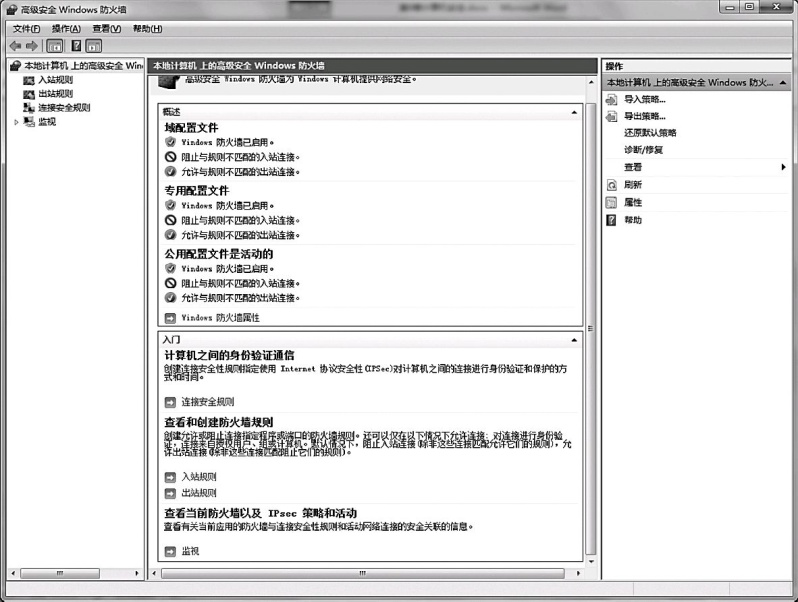 高级安全 Windows 防火墙
文件(F) 操作(A) 查看(V) 帮助(H)
本地计算机 上的高级安全 Win
入站规则
出站规则
连接安全规则
监视
本地计算机 上的高级安全 Windows 防火墙
高级安全 Windows 防火墙为 Windows 计算机提供网络安全。
概述
域配置文件
Windows 防火墙已启用。
阻止与规则不匹配的入站连接。
允许与规则不匹配的出站连接。
专用配置文件
Windows 防火墙已启用。
阻止与规则不匹配的入站连接。
允许与规则不匹配的出站连接。
公用配置文件是活动的
Windows 防火墙已启用。
阻止与规则不匹配的入站连接。
允许与规则不匹配的出站连接。
Windows 防火墙属性
入门
计算机之间的身份验证通信
创建连接安全性规则指定使用 Internet 协议安全性(IPSec)对计算机之间的连接进行身份验证和保护的方
式和时间。
连接安全规则
查看和创建防火墙规则
创建允许或阻止连接指定程序或端口的防火墙规则。还可以仅在以下情况下允许连接: 对连接进行身份验
证，连接来自授权用户、组或计算机。默认情况下，阻止入站连接(除非这些连接匹配允许它们的规则)，允
许出站连接(除非这些连接匹配阻止它们的规则)。
入站规则
出站规则
查看当前防火墙以及 IPsec 策略和活动
查看有关当前应用的防火墙与连接安全性规则和活动网络连接的安全关联的信息。
监视
操作
本地计算机 上的高级安全 Windows 防火...
导入策略...
导出策略...
还原默认策略
诊断/修复
查看
刷新
属性
帮助